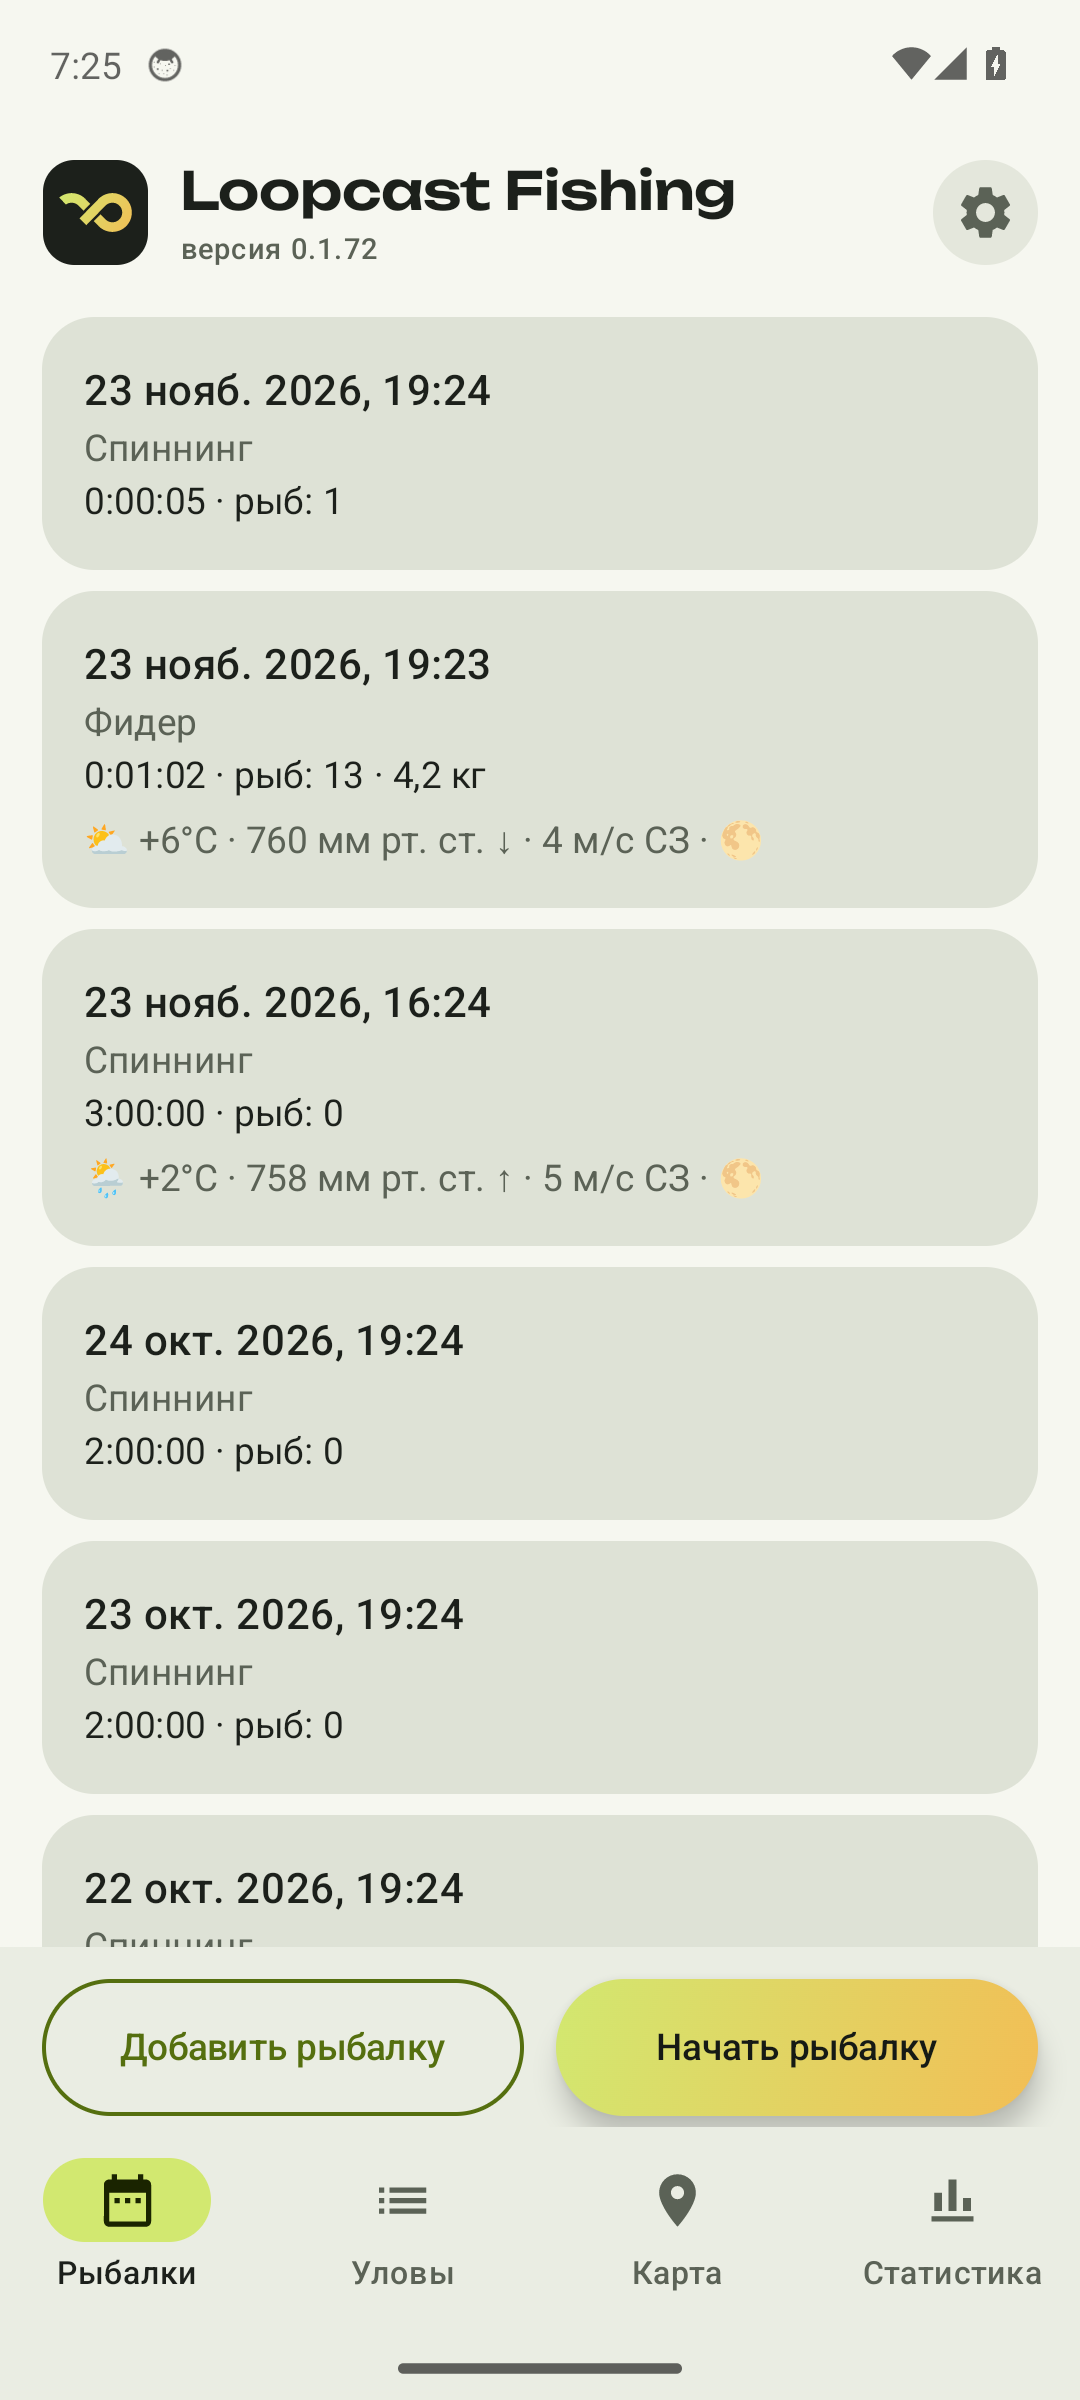 7:25
Loopcast Fishing
версия 0.1.72
23 нояб. 2026, 19:24
Спиннинг
0:00:05 · рыб: 1
23 нояб. 2026, 19:23
Фидер
0:01:02 · рыб: 13 · 4,2 кг
+6°C · 760 мм рт. ст. ↓ · 4 м/с СЗ ·
23 нояб. 2026, 16:24
Спиннинг
3:00:00 · рыб: 0
+2°C · 758 мм рт. ст. ↑ · 5 м/с СЗ ·
24 окт. 2026, 19:24
Спиннинг
2:00:00 · рыб: 0
23 окт. 2026, 19:24
Спиннинг
2:00:00 · рыб: 0
22 окт. 2026, 19:24
Спиннинг
Добавить рыбалку
Начать рыбалку
Рыбалки
Уловы
Карта
Статистика